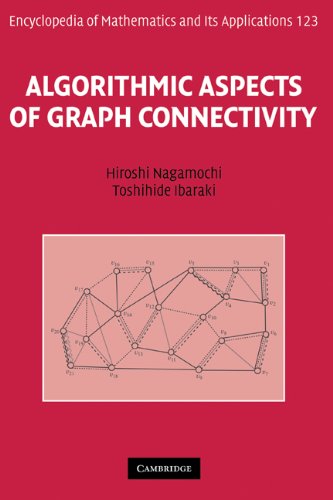 Encyclopedia of Mathematics and Its Applications 123
ALGORITHMIC ASPECTS
OF GRAPH CONNECTIVITY
Hiroshi Nagamochi
Toshihide Ibaraki
CAMBRIDGE